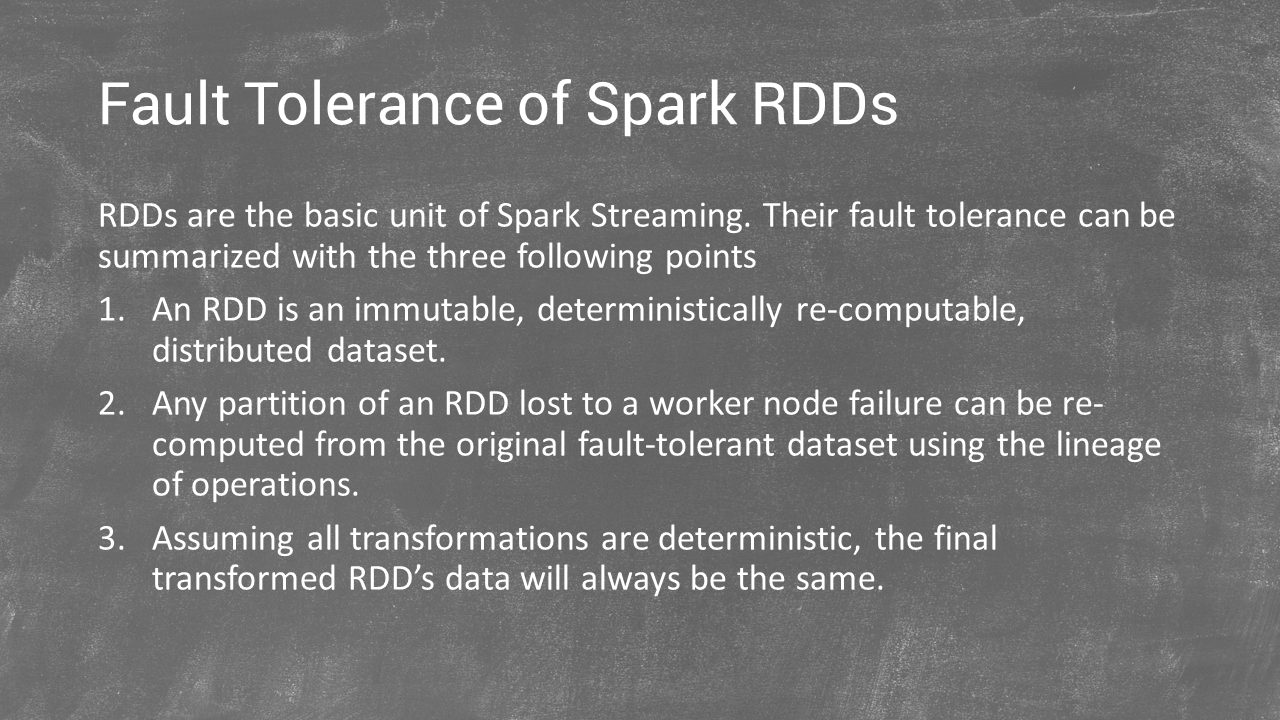 Fault Tolerance of Spark RDDs
RDDs are the basic unit of Spark Streaming. Their fault tolerance can be
summarized with the three following points
1. An RDD is an immutable, deterministically re-computable,
distributed dataset.
2. Any partition of an RDD lost to a worker node failure can be re-
computed from the original fault-tolerant dataset using the lineage
of operations.
3. Assuming all transformations are deterministic, the final
transformed RDD’s data will always be the same.